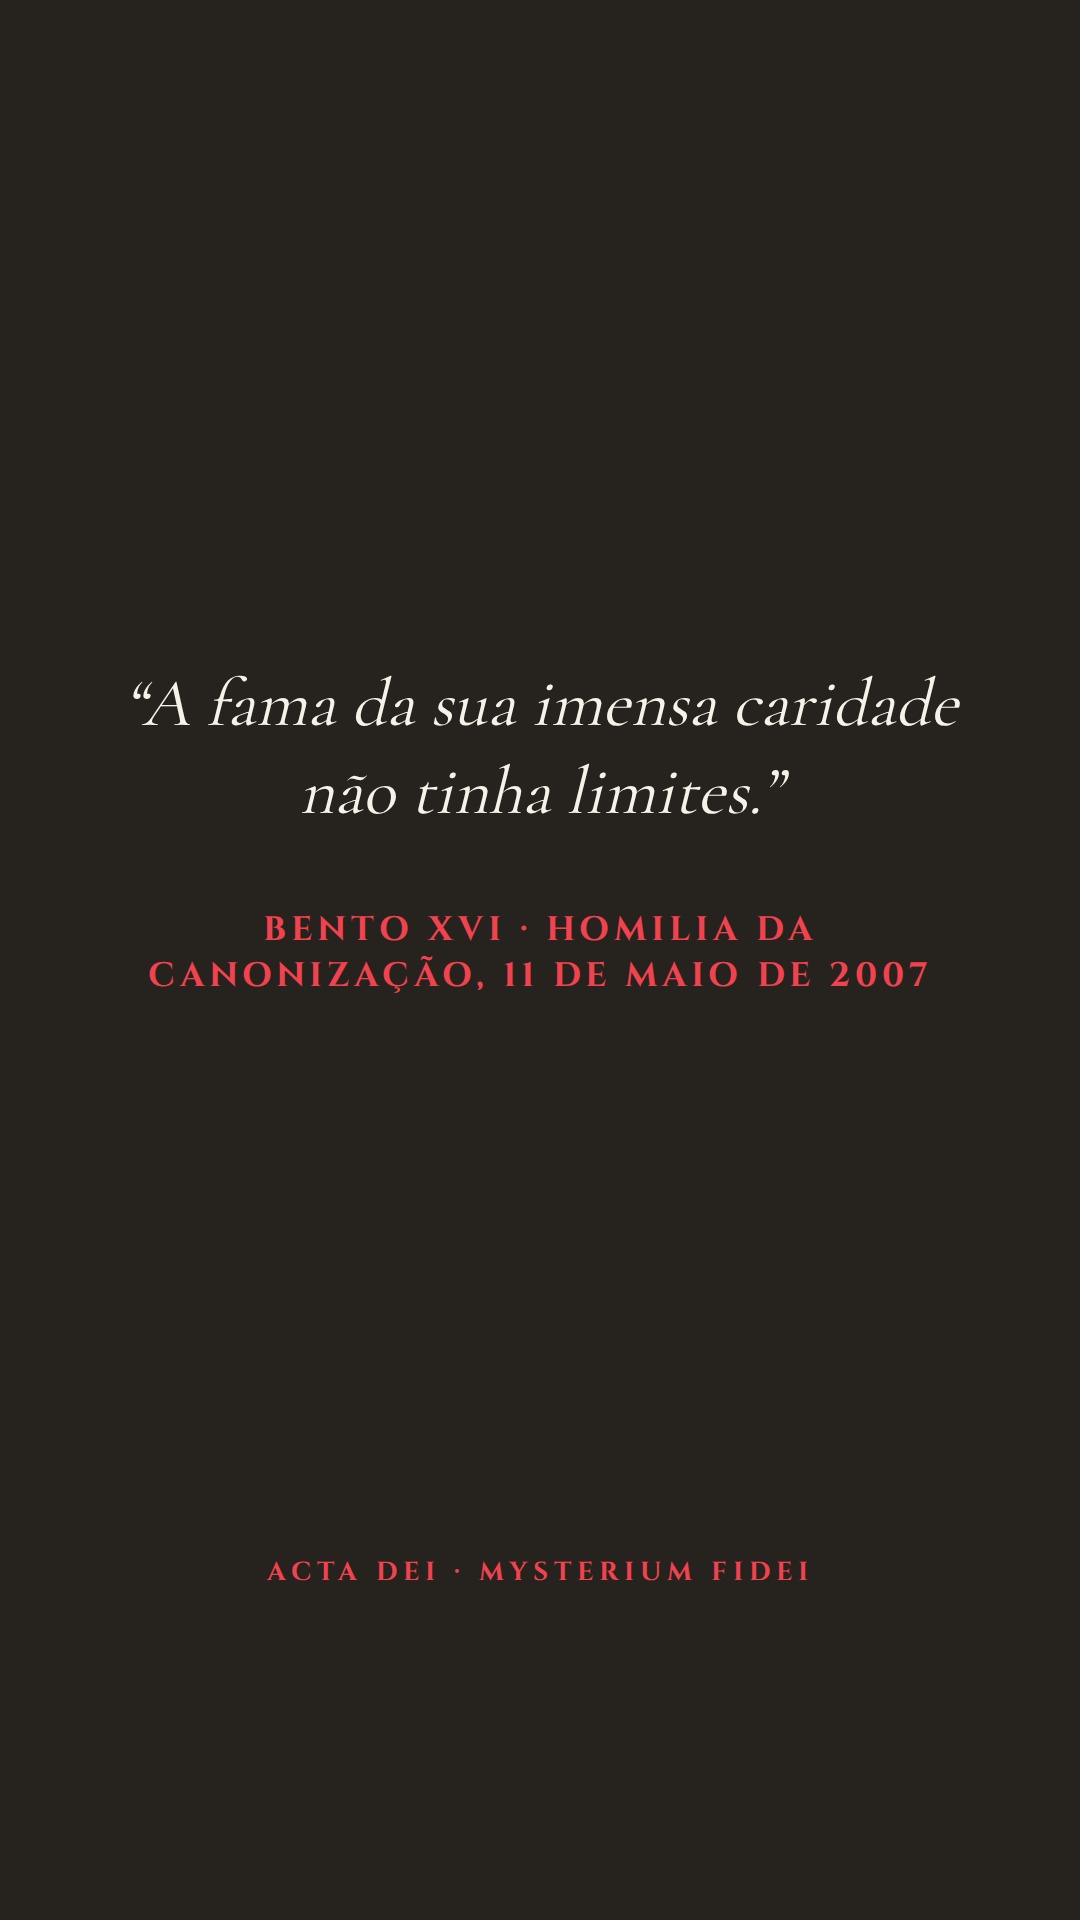 “A fama da sua imensa caridade
não tinha limites.”
BENTO XVI · HOMILIA DA
CANONIZAÇÃO, 11 DE MAIO DE 2007
ACTA DEI · MYSTERIUM FIDEI